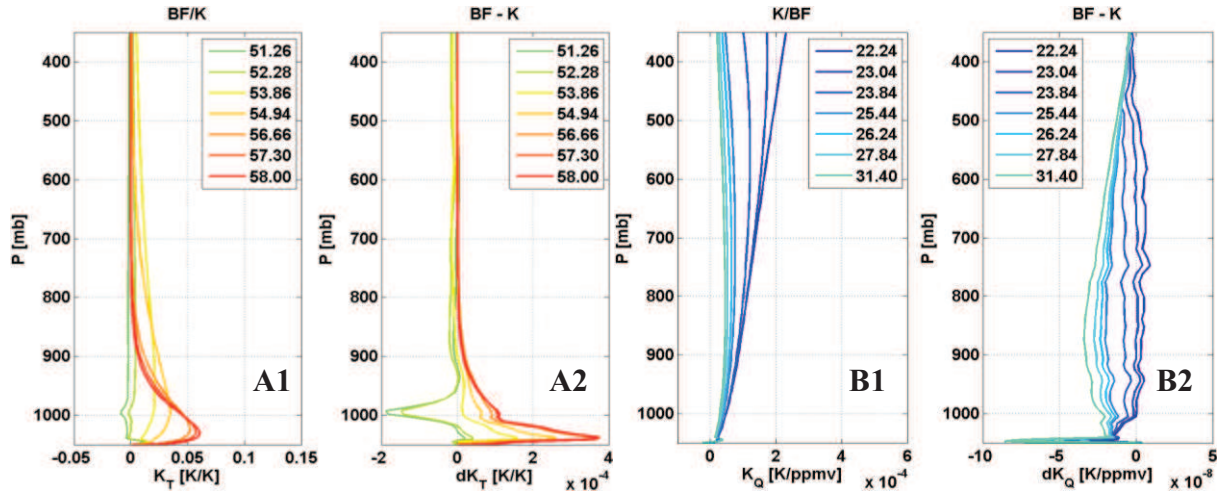 BF/K
P [mb]
400
500
600
700
800
900
1000
51.26
52.28
53.86
54.94
56.66
57.30
58.00
A1
-0.05 0 0.05 0.1 0.15
K_T [K/K]
BF - K
P [mb]
400
500
600
700
800
900
1000
51.26
52.28
53.86
54.94
56.66
57.30
58.00
A2
-2 0 2 4
dK_T [K/K] x 10^-4
K/BF
P [mb]
400
500
600
700
800
900
1000
22.24
23.04
23.84
25.44
26.24
27.84
31.40
B1
0 2 4 6
K_Q [K/ppmv] x 10^-4
BF - K
P [mb]
400
500
600
700
800
900
1000
22.24
23.04
23.84
25.44
26.24
27.84
31.40
B2
-10 -5 0 5
dK_Q [K/ppmv] x 10^-8